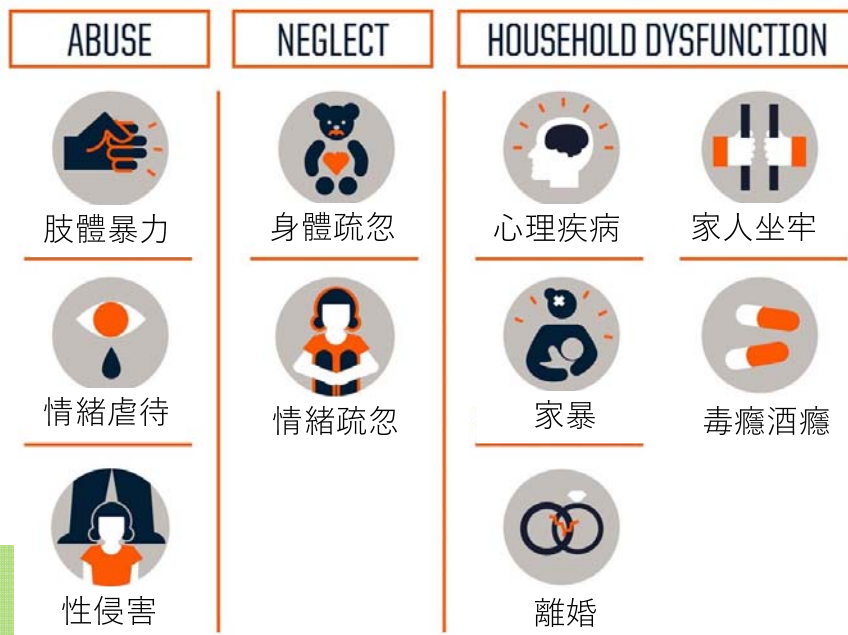 ABUSE
NEGLECT
HOUSEHOLD DYSFUNCTION
肢體暴力
身體疏忽
心理疾病
家人坐牢
情緒虐待
情緒疏忽
家暴
毒癮酒癮
性侵害
離婚